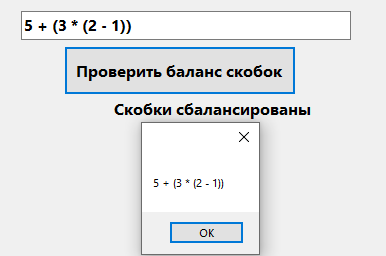 5 + (3 * (2 - 1))
Проверить баланс скобок
Скобки сбалансированы
5 + (3 * (2 - 1))
OK